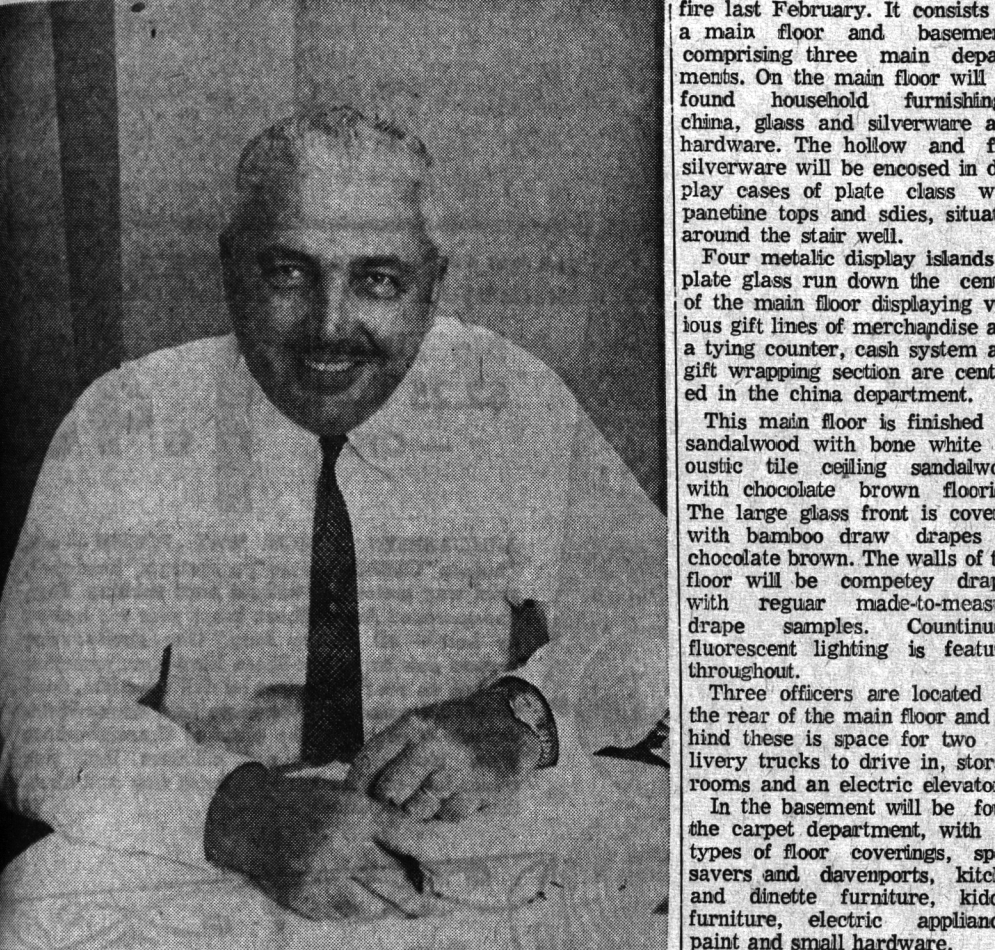 fire last February. It consists
a main floor and basemen
comprising three main depa
ments. On the main floor will
found household furnishing
china, glass and silverware a
hardware. The hollow and f
silverware will be encosed in d
play cases of plate class w
panetine tops and sdies, situat
around the stair well.
Four metalic display islands
plate glass run down the cent
of the main floor displaying v
ious gift lines of merchandise a
a tying counter, cash system a
gift wrapping section are cent
ed in the china department.
This main floor is finished
sandalwood with bone white
oustic tile ceilling sandalwo
with chocolate brown floori
The large glass front is cover
with bamboo draw drapes
chocolate brown. The walls of t
floor will be competey drap
with reguar made-to-measu
drape samples. Countinu
fluorescent lighting is featu
throughout.
Three officers are located
the rear of the main floor and
hind these is space for two
livery trucks to drive in, stor
rooms and an electric elevator
In the basement will be fou
the carpet department, with
types of floor coverings, spa
savers and davenports, kitch
and dinette furniture, kidd
furniture, electric applianc
paint and small hardware.